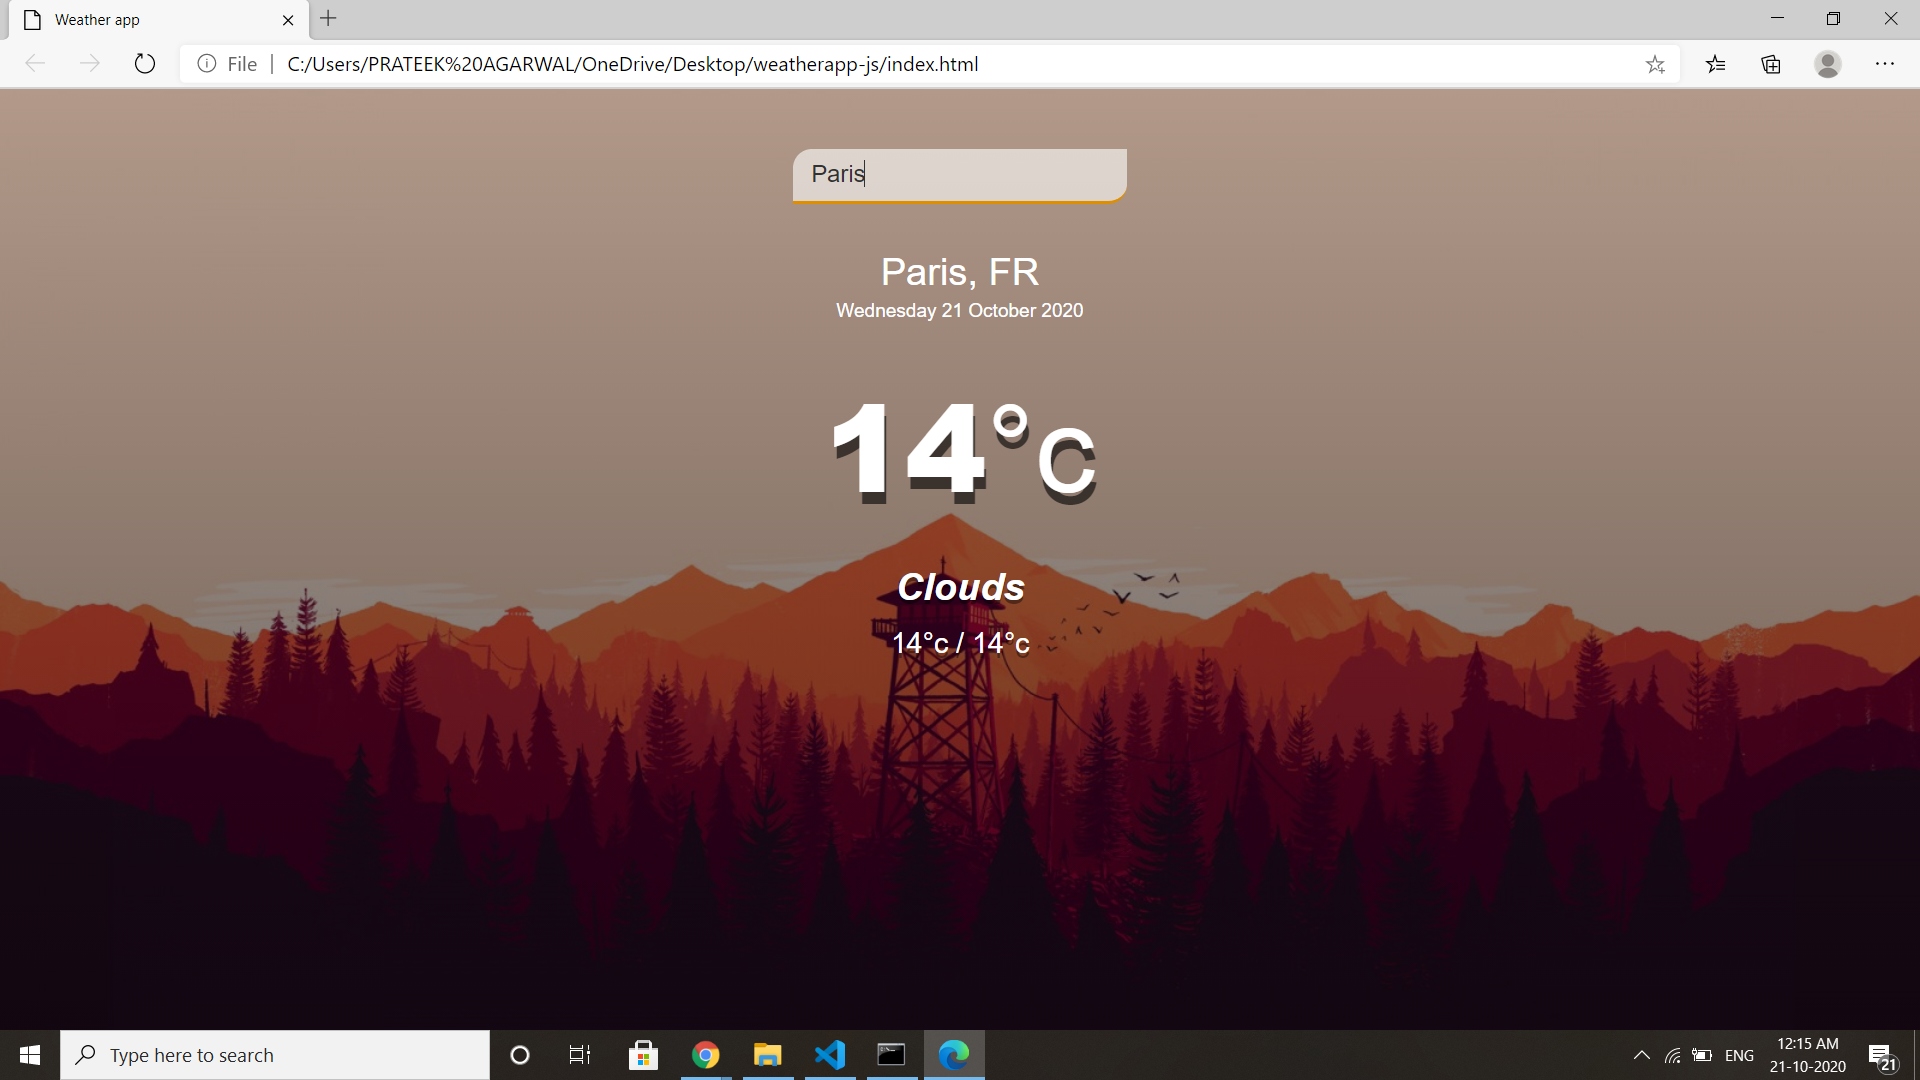 Weather app
File
C:/Users/PRATEEK%20AGARWAL/OneDrive/Desktop/weatherapp-js/index.html
Paris
Paris, FR
Wednesday 21 October 2020
14°c
Clouds
14°c / 14°c
Type here to search
ENG
12:15 AM
21-10-2020
21